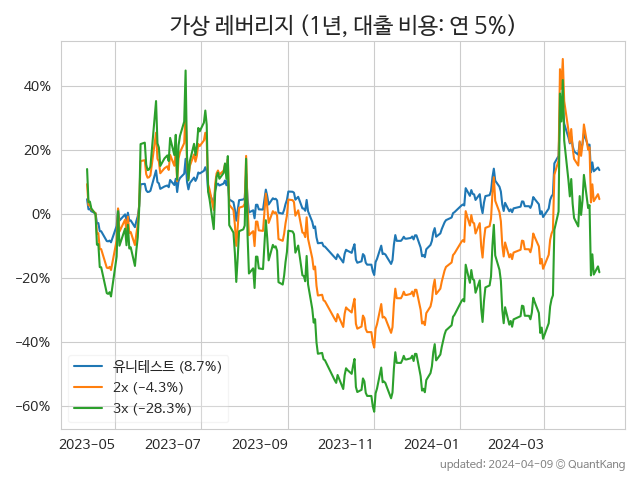 가상 레버리지 (1년, 대출 비용: 연 5%)
40%
20%
0%
−20%
−40%
−60%
유니테스트 (8.7%)
2x (−4.3%)
3x (−28.3%)
2023-05 2023-07 2023-09 2023-11 2024-01 2024-03
updated: 2024-04-09 © QuantKang